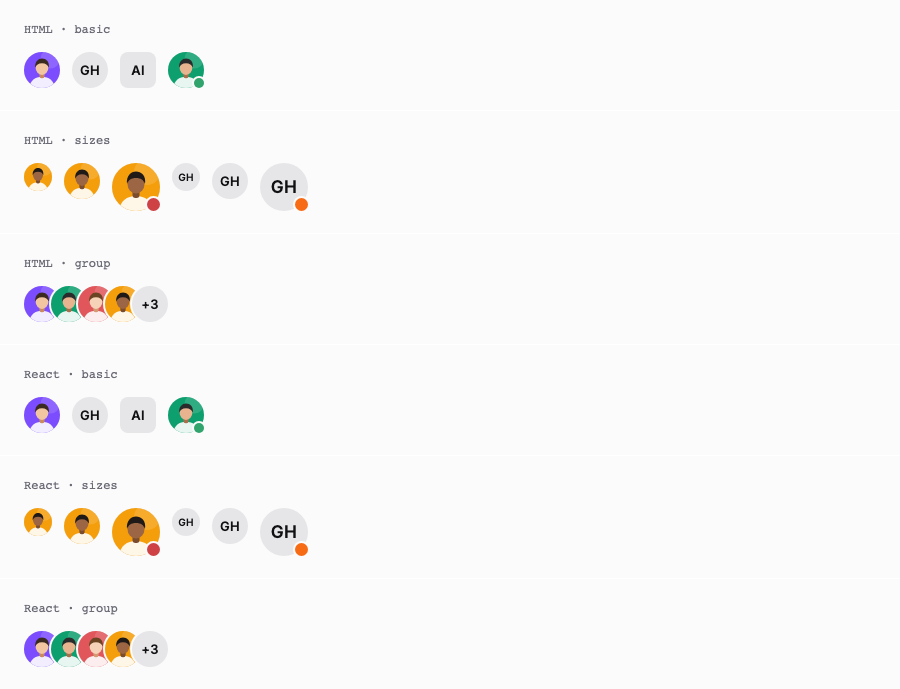 HTML · basic
GH AI
HTML · sizes
GH GH GH
HTML · group
+3
React · basic
GH AI
React · sizes
GH GH GH
React · group
+3